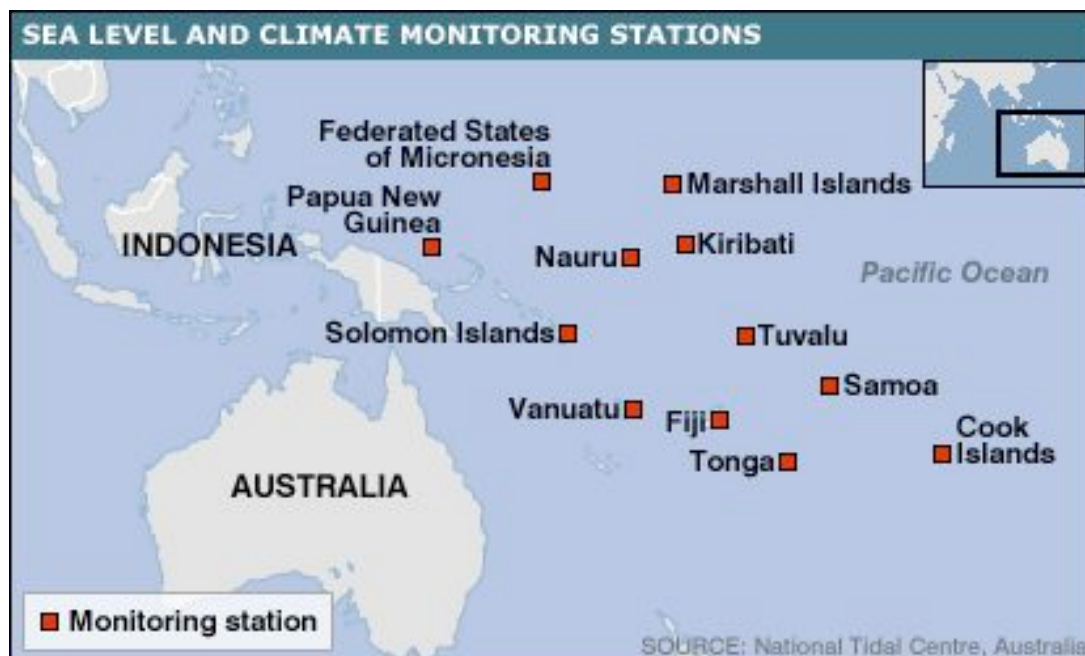 SEA LEVEL AND CLIMATE MONITORING STATIONS
Federated States
of Micronesia
Marshall Islands
Papua New
Guinea
INDONESIA
Nauru
Kiribati
Pacific Ocean
Solomon Islands
Tuvalu
Samoa
Vanuatu
Fiji
Cook
Islands
Tonga
AUSTRALIA
Monitoring station
SOURCE: National Tidal Centre, Australia